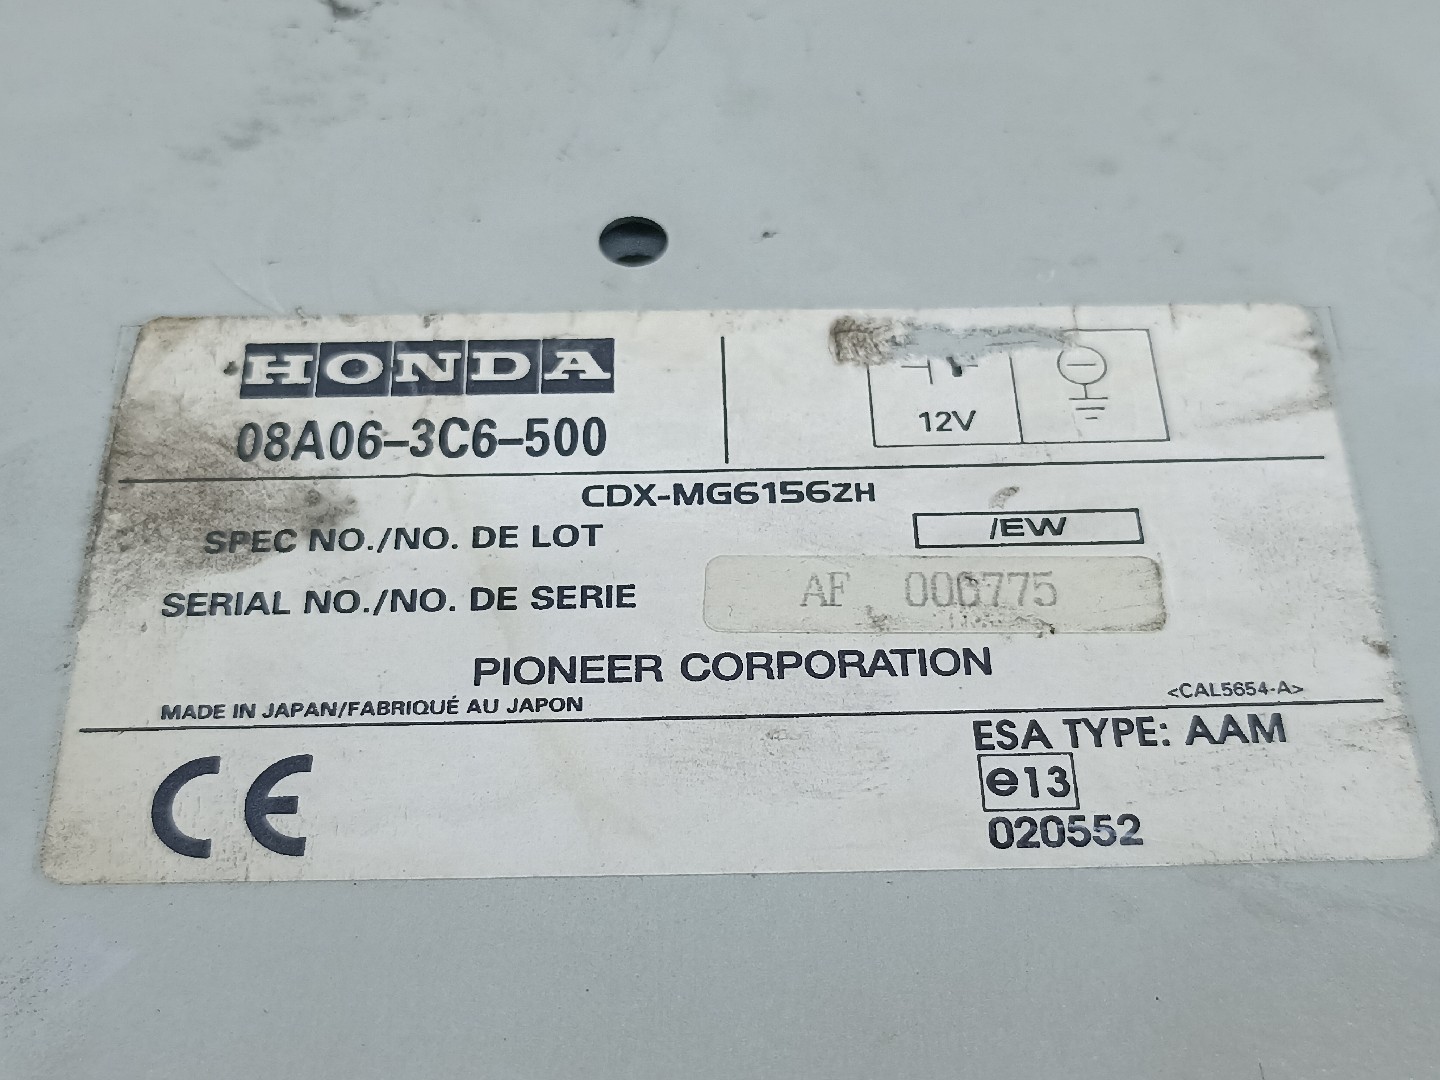 HONDA
08A06-3C6-500
12V
CDX-MG6156ZH
SPEC NO./NO. DE LOT /EW
SERIAL NO./NO. DE SERIE AF 006775
PIONEER CORPORATION
MADE IN JAPAN/FABRIQUÉ AU JAPON <CAL5654-A>
CE ESA TYPE: AAM
e13
020552